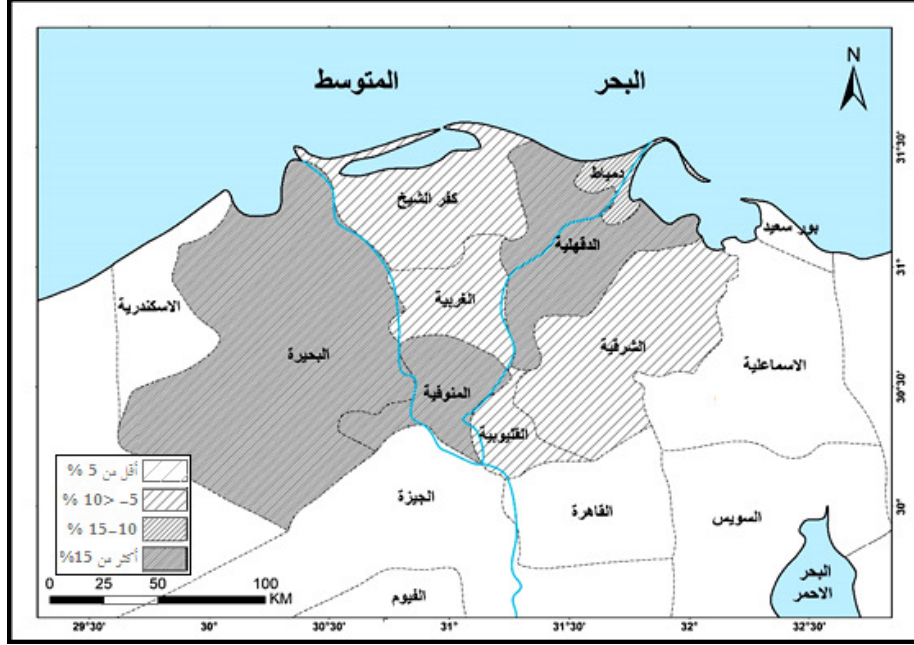 البحر المتوسط
N
31°30'
دمياط
كفر الشيخ
بور سعيد
الدقهلية
31°
الغربية
الاسكندرية
الشرقية
البحيرة
الاسماعلية
30°30'
المنوفية
القليوبية
أقل من 5 %
5- <10 %
10-15 %
أكثر من 15%
الجيزة
القاهرة
السويس
30°
البحر
الاحمر
الفيوم
0 25 50 100
KM
29°30' 30° 30°30' 31° 31°30' 32° 32°30'